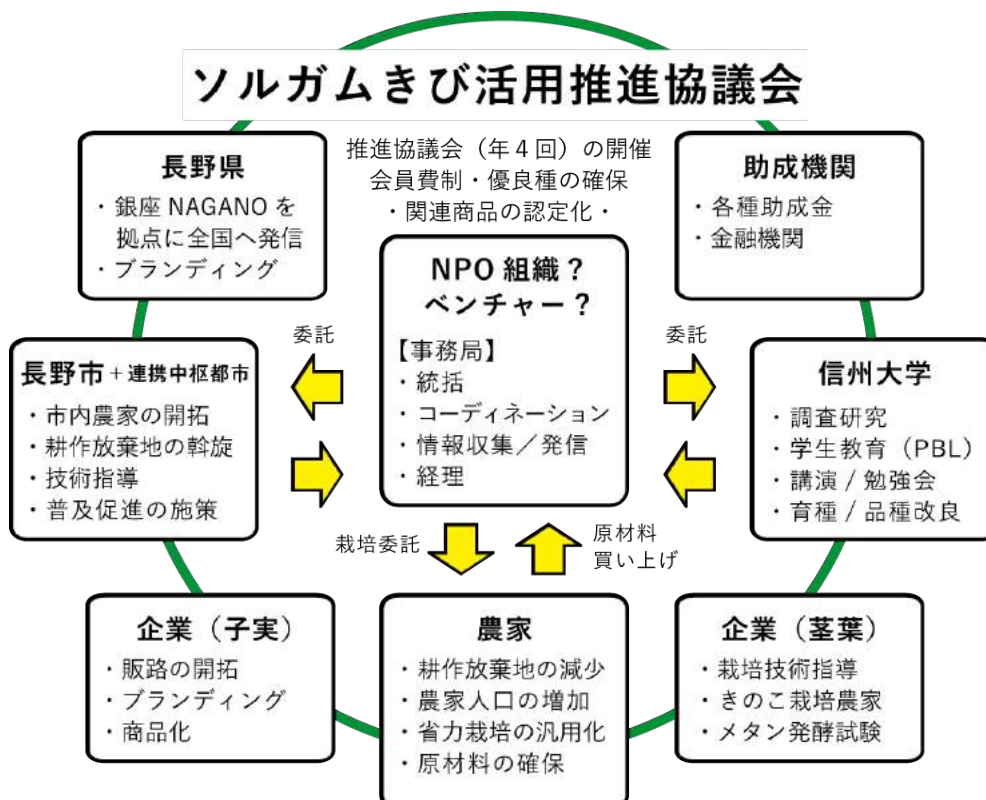 ソルガムきび活用推進協議会
推進協議会（年4回）の開催
会員費制・優良種の確保
・関連商品の認定化・
長野県
・銀座 NAGANO を
拠点に全国へ発信
・ブランディング
助成機関
・各種助成金
・金融機関
NPO 組織？
ベンチャー？
【事務局】
・統括
・コーディネーション
・情報収集／発信
・経理
委託
委託
長野市＋連携中枢都市
・市内農家の開拓
・耕作放棄地の斡旋
・技術指導
・普及促進の施策
信州大学
・調査研究
・学生教育（PBL）
・講演 / 勉強会
・育種 / 品種改良
栽培委託
原材料
買い上げ
企業（子実）
・販路の開拓
・ブランディング
・商品化
農家
・耕作放棄地の減少
・農家人口の増加
・省力栽培の汎用化
・原材料の確保
企業（茎葉）
・栽培技術指導
・きのこ栽培農家
・メタン発酵試験